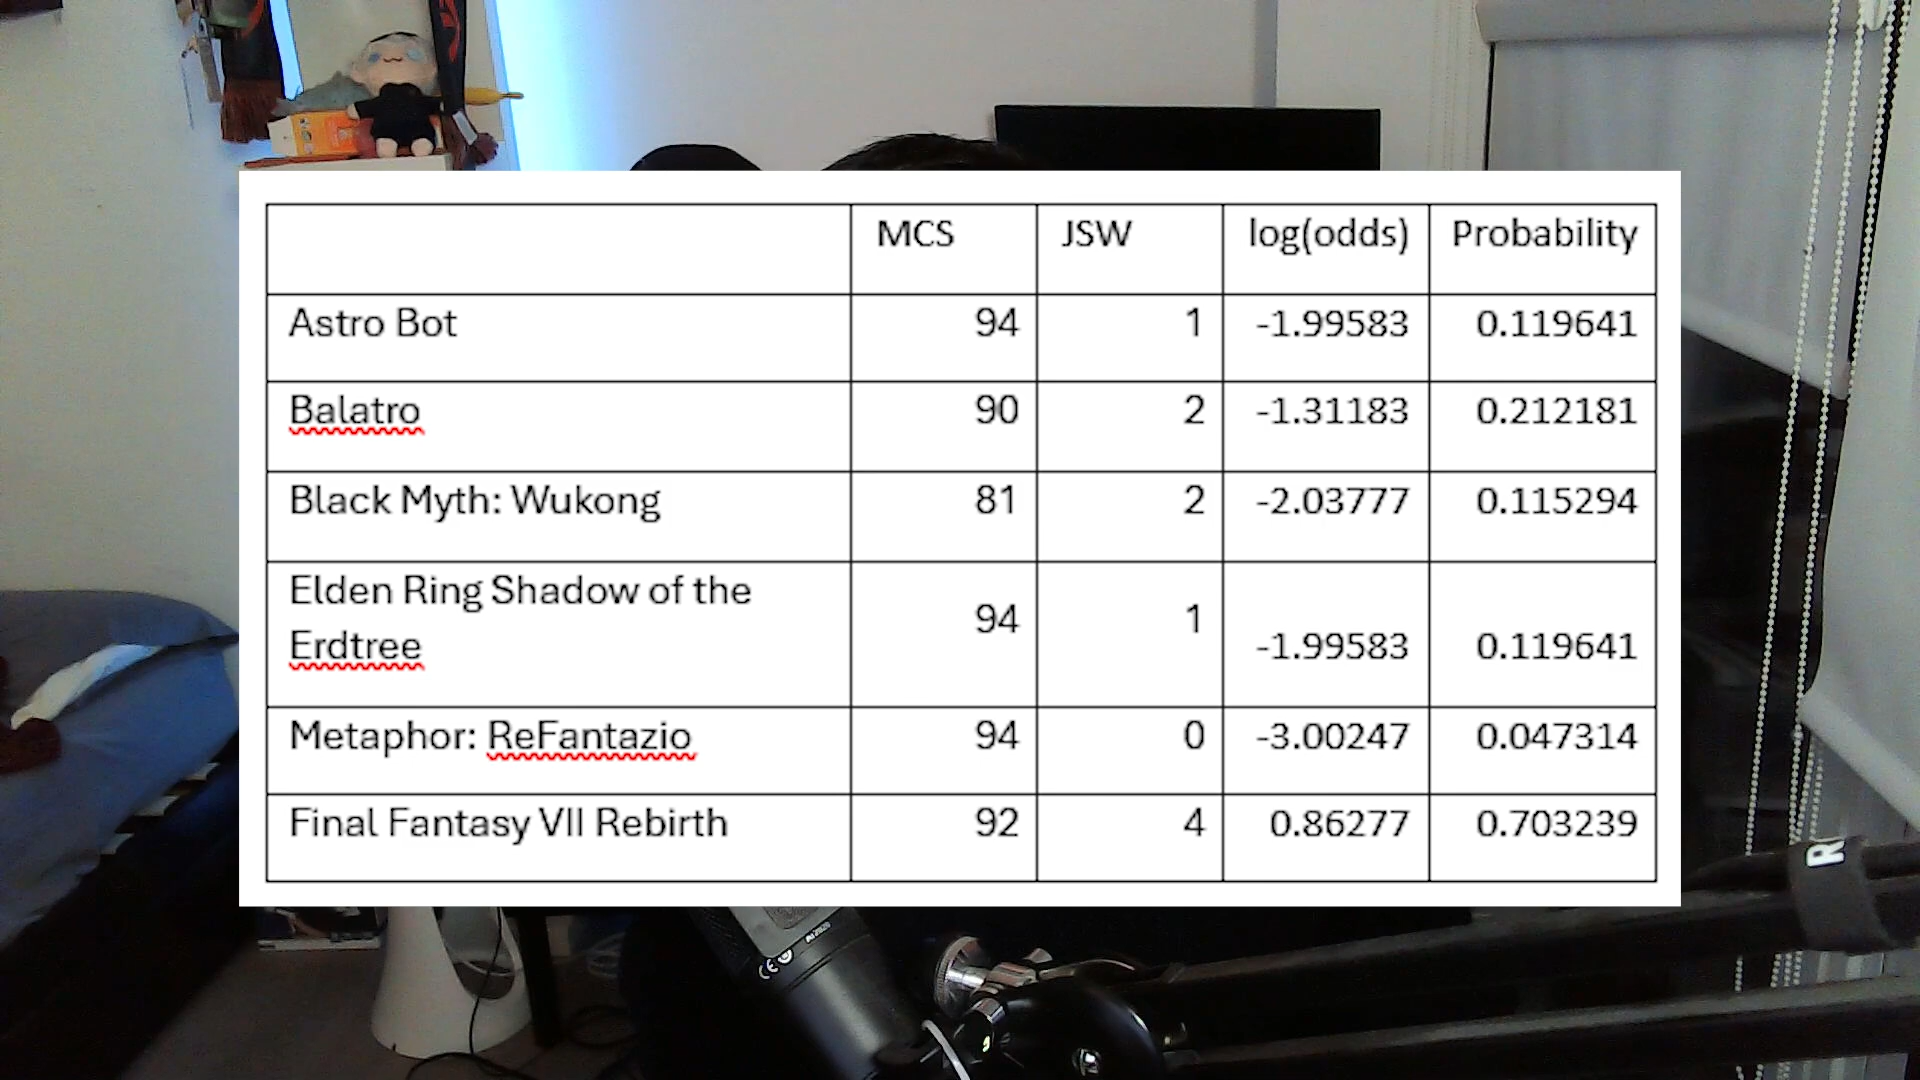 MCS JSW log(odds) Probability
Astro Bot 94 1 -1.99583 0.119641
Balatro 90 2 -1.31183 0.212181
Black Myth: Wukong 81 2 -2.03777 0.115294
Elden Ring Shadow of the
Erdtree 94 1 -1.99583 0.119641
Metaphor: ReFantazio 94 0 -3.00247 0.047314
Final Fantasy VII Rebirth 92 4 0.86277 0.703239
R
CE